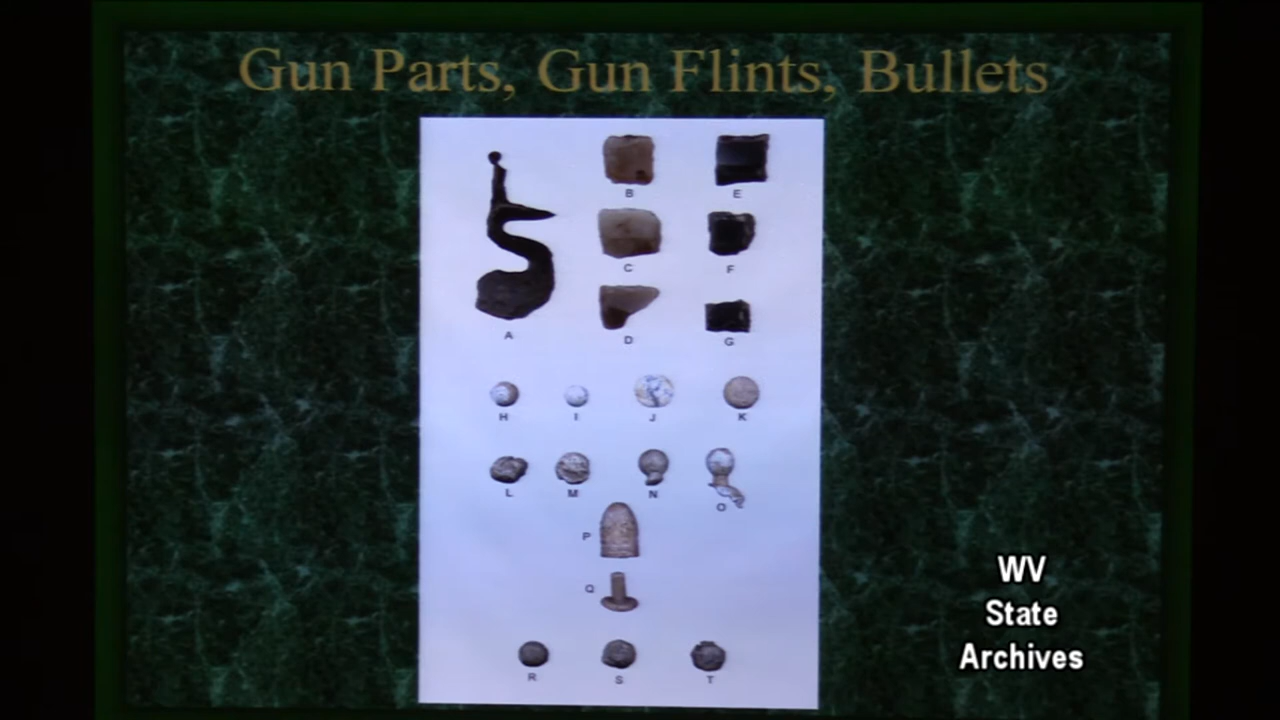 Gun Parts, Gun Flints, Bullets
B
E
C
F
A
D
G
H
I
J
K
L
M
N
O
P
Q
R
S
T
WV
State
Archives